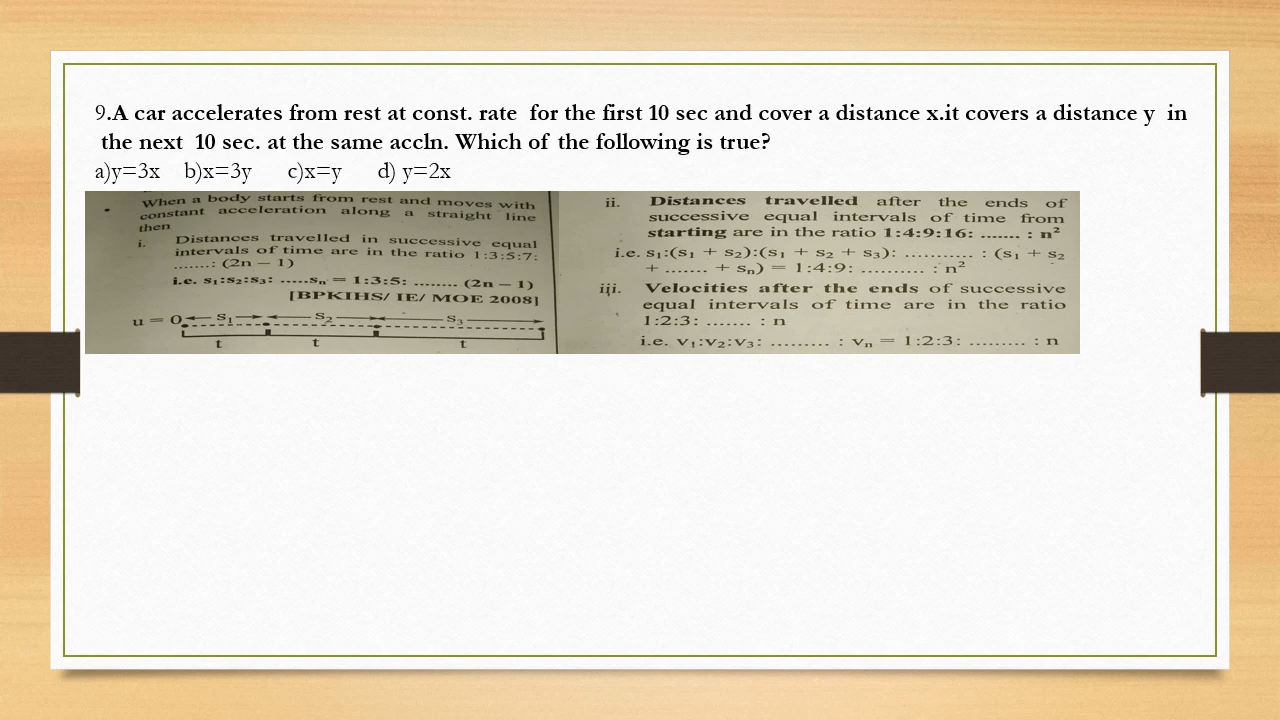 9.A car accelerates from rest at const. rate  for the first 10 sec and cover a distance x.it covers a distance y  in
the next  10 sec. at the same accln. Which of the following is true?
a)y=3x    b)x=3y      c)x=y      d) y=2x
• When a body starts from rest and moves with
constant acceleration along a straight line
then
i. Distances travelled in successive equal
intervals of time are in the ratio 1:3:5:7:
.......: (2n – 1)
i.e. s₁:s₂:s₃: .....sₙ = 1:3:5: ........ (2n – 1)
[BPKIHS/ IE/ MOE 2008]
u = 0 S₁ S₂ S₃
t t t
ii. Distances travelled after the ends of
successive equal intervals of time from
starting are in the ratio 1:4:9:16: ....... : n²
i.e. s₁:(s₁ + s₂):(s₁ + s₂ + s₃): ........... : (s₁ + s₂
+ ....... + sₙ) = 1:4:9: .......... : n²
iii. Velocities after the ends of successive
equal intervals of time are in the ratio
1:2:3: ....... : n
i.e. v₁:v₂:v₃: ......... : vₙ = 1:2:3: ......... : n